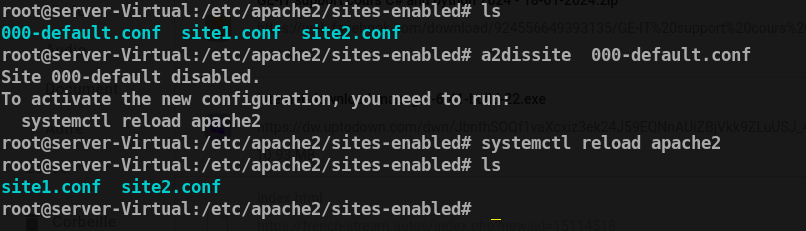 root@server-Virtual:/etc/apache2/sites-enabled# ls
000-default.conf  site1.conf  site2.conf
root@server-Virtual:/etc/apache2/sites-enabled# a2dissite  000-default.conf
Site 000-default disabled.
To activate the new configuration, you need to run:
  systemctl reload apache2
root@server-Virtual:/etc/apache2/sites-enabled# systemctl reload apache2
root@server-Virtual:/etc/apache2/sites-enabled# ls
site1.conf  site2.conf
root@server-Virtual:/etc/apache2/sites-enabled#
Corbeille